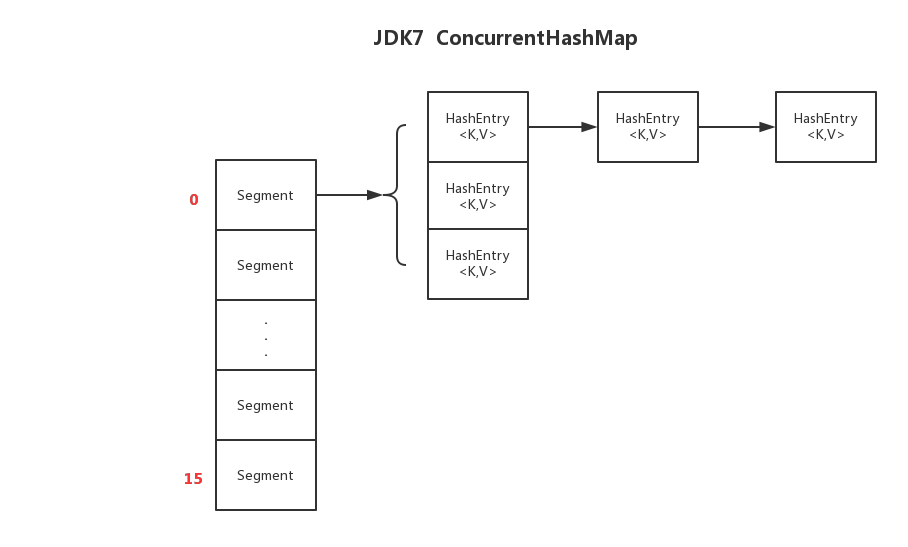 JDK7 ConcurrentHashMap
HashEntry
<K,V>
HashEntry
<K,V>
HashEntry
<K,V>
HashEntry
<K,V>
HashEntry
<K,V>
0
Segment
Segment
.
.
.
Segment
15
Segment